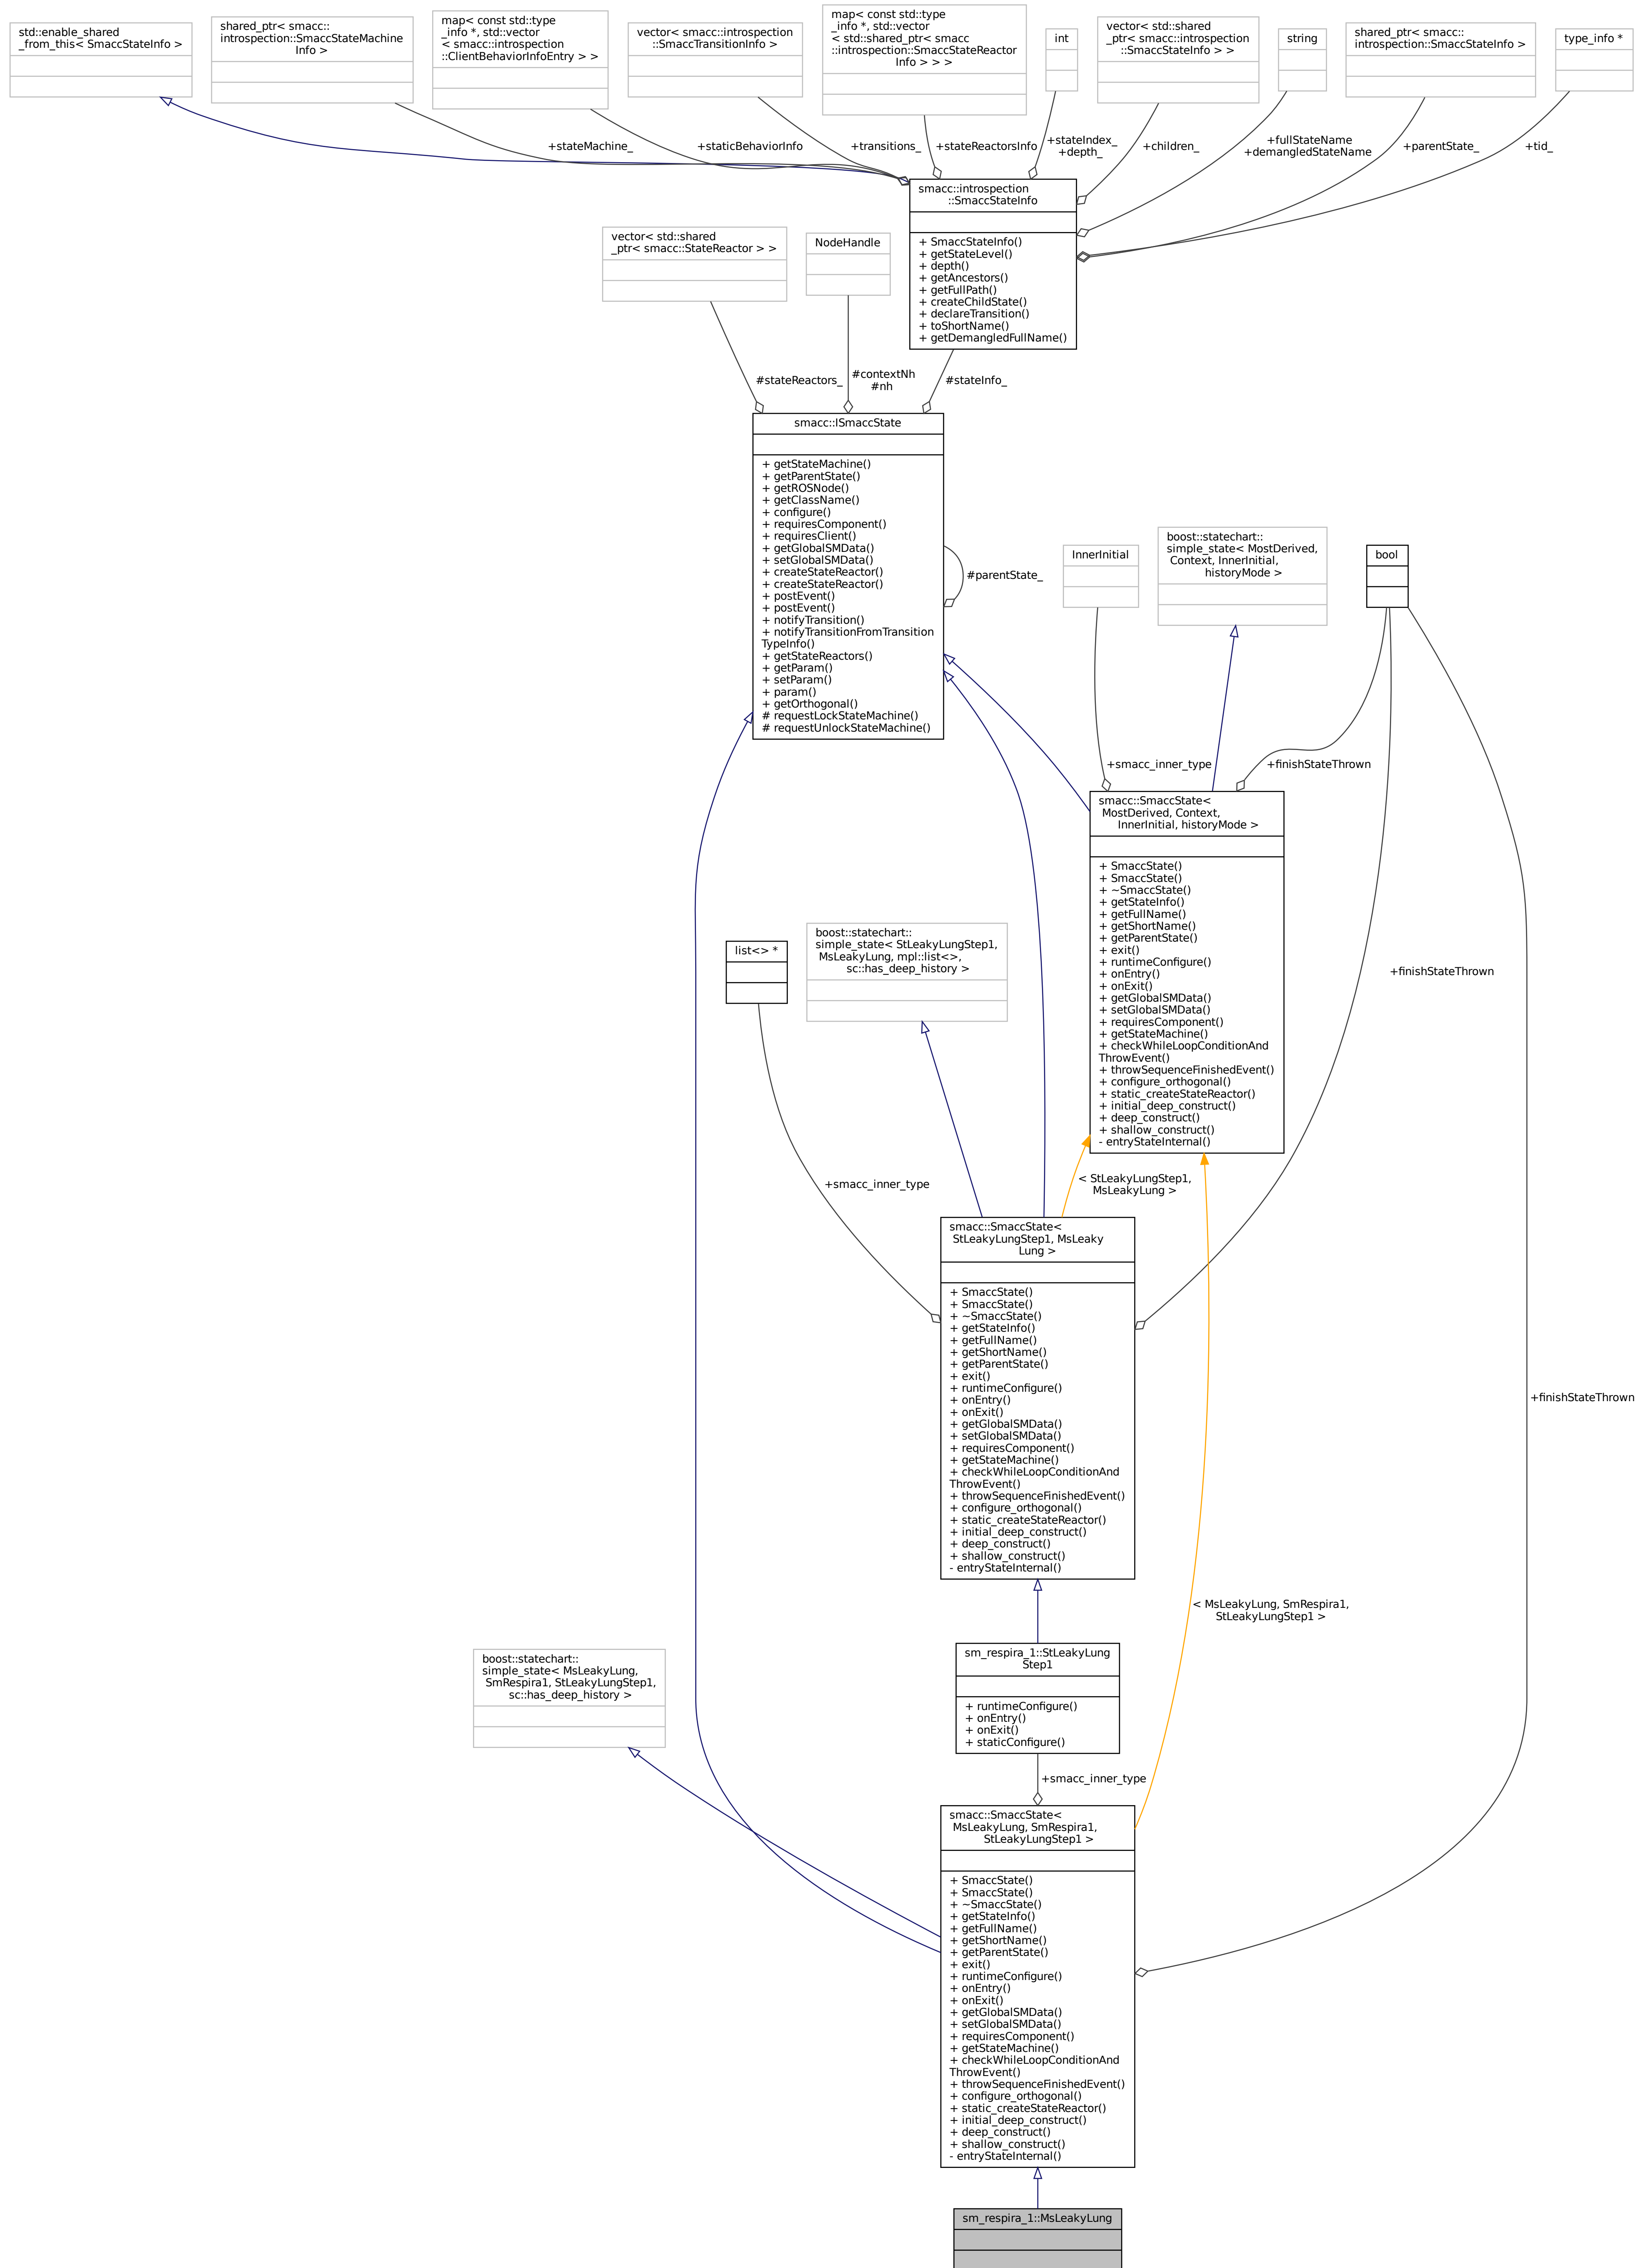 std::enable_shared
_from_this< SmaccStateInfo >
shared_ptr< smacc::
introspection::SmaccStateMachine
Info >
map< const std::type
_info *, std::vector
< smacc::introspection
::ClientBehaviorInfoEntry > >
vector< smacc::introspection
::SmaccTransitionInfo >
map< const std::type
_info *, std::vector
< std::shared_ptr< smacc
::introspection::SmaccStateReactor
Info > > >
int
vector< std::shared
_ptr< smacc::introspection
::SmaccStateInfo > >
string
shared_ptr< smacc::
introspection::SmaccStateInfo >
type_info *
+stateMachine_
+staticBehaviorInfo
+transitions_
+stateReactorsInfo
+stateIndex_
+depth_
+children_
+fullStateName
+demangledStateName
+parentState_
+tid_
smacc::introspection
::SmaccStateInfo
+ SmaccStateInfo()
+ getStateLevel()
+ depth()
+ getAncestors()
+ getFullPath()
+ createChildState()
+ declareTransition()
+ toShortName()
+ getDemangledFullName()
vector< std::shared
_ptr< smacc::StateReactor > >
NodeHandle
#stateReactors_
#contextNh
#nh
#stateInfo_
smacc::ISmaccState
+ getStateMachine()
+ getParentState()
+ getROSNode()
+ getClassName()
+ configure()
+ requiresComponent()
+ requiresClient()
+ getGlobalSMData()
+ setGlobalSMData()
+ createStateReactor()
+ createStateReactor()
+ postEvent()
+ postEvent()
+ notifyTransition()
+ notifyTransitionFromTransition
TypeInfo()
+ getStateReactors()
+ getParam()
+ setParam()
+ param()
+ getOrthogonal()
# requestLockStateMachine()
# requestUnlockStateMachine()
#parentState_
InnerInitial
boost::statechart::
simple_state< MostDerived,
Context, InnerInitial,
historyMode >
bool
+smacc_inner_type
+finishStateThrown
smacc::SmaccState<
MostDerived, Context,
InnerInitial, historyMode >
+ SmaccState()
+ SmaccState()
+ ~SmaccState()
+ getStateInfo()
+ getFullName()
+ getShortName()
+ getParentState()
+ exit()
+ runtimeConfigure()
+ onEntry()
+ onExit()
+ getGlobalSMData()
+ setGlobalSMData()
+ requiresComponent()
+ getStateMachine()
+ checkWhileLoopConditionAnd
ThrowEvent()
+ throwSequenceFinishedEvent()
+ configure_orthogonal()
+ static_createStateReactor()
+ initial_deep_construct()
+ deep_construct()
+ shallow_construct()
- entryStateInternal()
list<> *
boost::statechart::
simple_state< StLeakyLungStep1,
MsLeakyLung, mpl::list<>,
sc::has_deep_history >
+finishStateThrown
+smacc_inner_type
< StLeakyLungStep1,
MsLeakyLung >
smacc::SmaccState<
StLeakyLungStep1, MsLeaky
Lung >
+ SmaccState()
+ SmaccState()
+ ~SmaccState()
+ getStateInfo()
+ getFullName()
+ getShortName()
+ getParentState()
+ exit()
+ runtimeConfigure()
+ onEntry()
+ onExit()
+ getGlobalSMData()
+ setGlobalSMData()
+ requiresComponent()
+ getStateMachine()
+ checkWhileLoopConditionAnd
ThrowEvent()
+ throwSequenceFinishedEvent()
+ configure_orthogonal()
+ static_createStateReactor()
+ initial_deep_construct()
+ deep_construct()
+ shallow_construct()
- entryStateInternal()
+finishStateThrown
< MsLeakyLung, SmRespira1,
StLeakyLungStep1 >
boost::statechart::
simple_state< MsLeakyLung,
SmRespira1, StLeakyLungStep1,
sc::has_deep_history >
sm_respira_1::StLeakyLung
Step1
+ runtimeConfigure()
+ onEntry()
+ onExit()
+ staticConfigure()
+smacc_inner_type
smacc::SmaccState<
MsLeakyLung, SmRespira1,
StLeakyLungStep1 >
+ SmaccState()
+ SmaccState()
+ ~SmaccState()
+ getStateInfo()
+ getFullName()
+ getShortName()
+ getParentState()
+ exit()
+ runtimeConfigure()
+ onEntry()
+ onExit()
+ getGlobalSMData()
+ setGlobalSMData()
+ requiresComponent()
+ getStateMachine()
+ checkWhileLoopConditionAnd
ThrowEvent()
+ throwSequenceFinishedEvent()
+ configure_orthogonal()
+ static_createStateReactor()
+ initial_deep_construct()
+ deep_construct()
+ shallow_construct()
- entryStateInternal()
sm_respira_1::MsLeakyLung